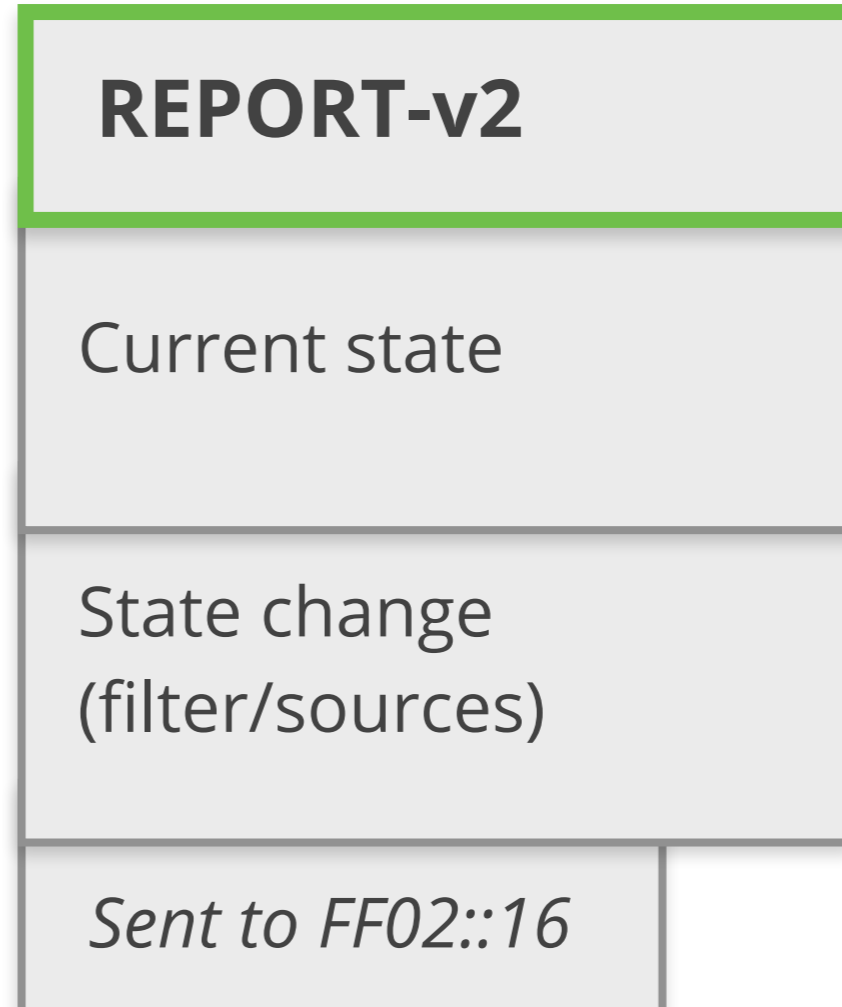 REPORT-v2
Current state
State change
(filter/sources)
Sent to FF02::16